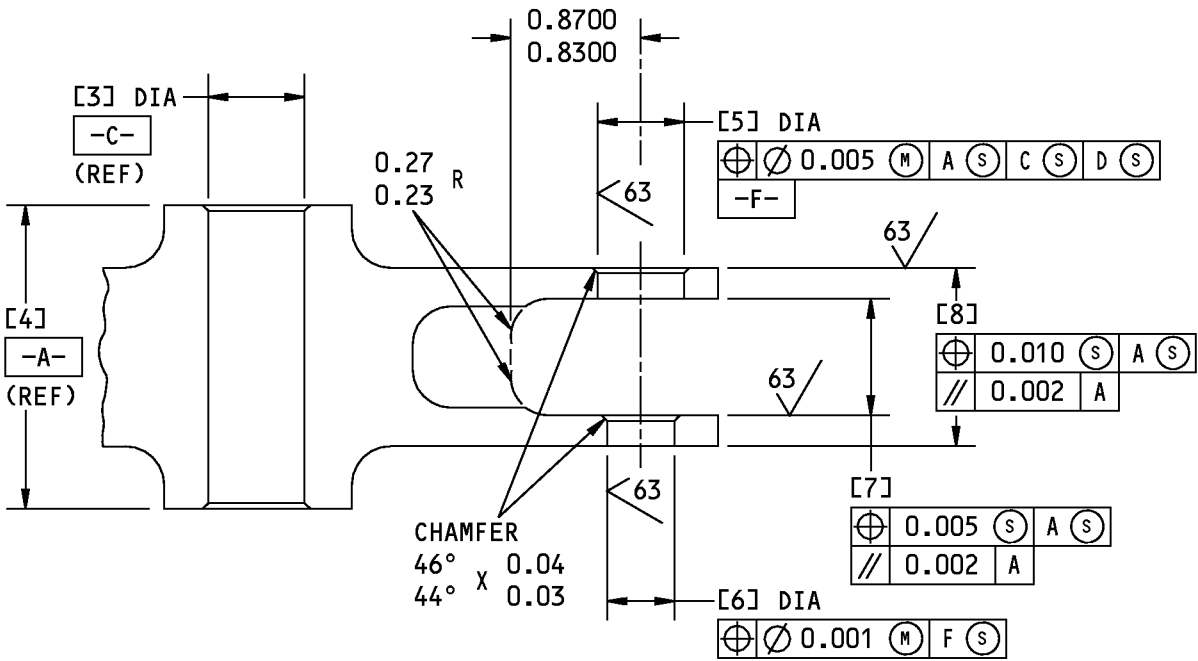 0.8700
0.8300
[3] DIA
-C-
(REF)
[5] DIA
⌖ ⌀ 0.005 Ⓜ A Ⓢ C Ⓢ D Ⓢ
-F-
0.27
0.23 R
63
63
[4]
-A-
(REF)
[8]
⌖ 0.010 Ⓢ A Ⓢ
// 0.002 A
63
63
[7]
⌖ 0.005 Ⓢ A Ⓢ
// 0.002 A
CHAMFER
46° X 0.04
44° 0.03
[6] DIA
⌖ ⌀ 0.001 Ⓜ F Ⓢ